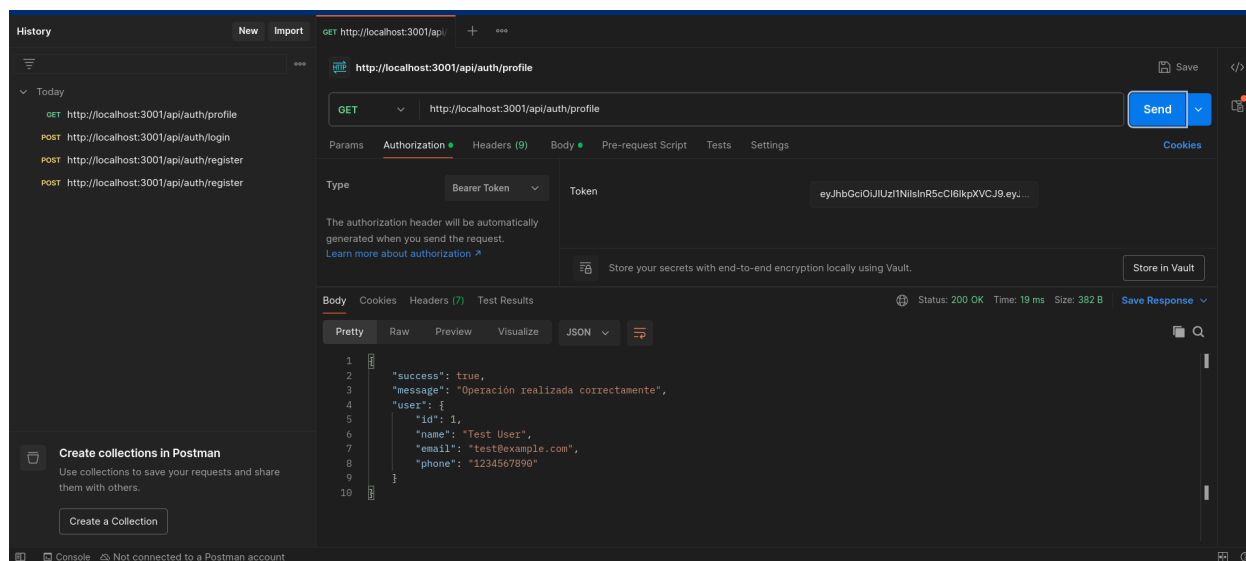 History
New
Import
GET http://localhost:3001/api/
Today
GET http://localhost:3001/api/auth/profile
POST http://localhost:3001/api/auth/login
POST http://localhost:3001/api/auth/register
POST http://localhost:3001/api/auth/register
Create collections in Postman
Use collections to save your requests and share
them with others.
Create a Collection
HTTP http://localhost:3001/api/auth/profile
Save
GET http://localhost:3001/api/auth/profile
Send
Params Authorization Headers (9) Body Pre-request Script Tests Settings Cookies
Type
Bearer Token
The authorization header will be automatically
generated when you send the request.
Learn more about authorization
Token
Store your secrets with end-to-end encryption locally using Vault.
Store in Vault
Body Cookies Headers (7) Test Results
Status: 200 OK Time: 19 ms Size: 382 B
Save Response
Pretty Raw Preview Visualize JSON
1 {
2 "success": true,
3 "message": "Operación realizada correctamente",
4 "user": {
5 "id": 1,
6 "name": "Test User",
7 "email": "test@example.com",
8 "phone": "1234567890"
9 }
10 }
Console Not connected to a Postman account